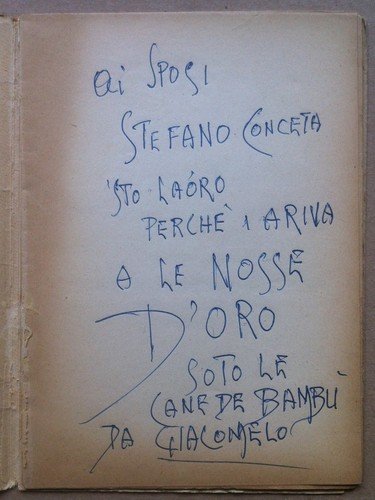 Ai SPOSI
STEFANO. CONCETA
'STO LAÓRO
PERCHÈ I ARIVA
A LE NOSSE
D'ORO
SOTO LE
CANE DE BAMBÙ
DA GIACOMELO